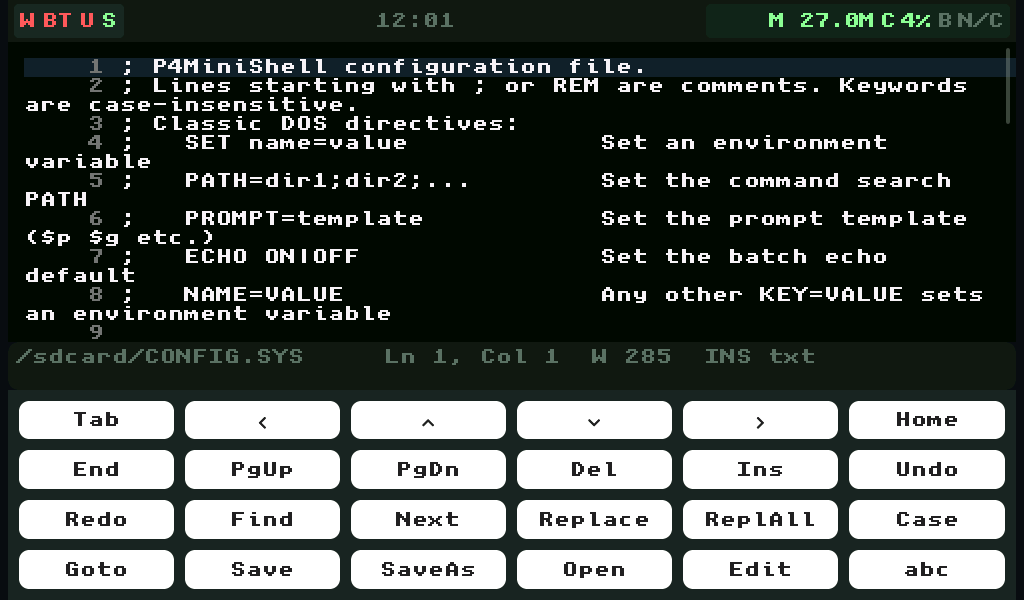 W BT U S 12:01 M 27.0M C 4% B N/C
1 ; P4MiniShell configuration file.
2 ; Lines starting with ; or REM are comments. Keywords
are case-insensitive.
3 ; Classic DOS directives:
4 ;   SET name=value            Set an environment
variable
5 ;   PATH=dir1;dir2;...        Set the command search
PATH
6 ;   PROMPT=template           Set the prompt template
($p $g etc.)
7 ;   ECHO ON|OFF               Set the batch echo
default
8 ;   NAME=VALUE                Any other KEY=VALUE sets
an environment variable
9
/sdcard/CONFIG.SYS     Ln 1, Col 1  W 285  INS txt
Tab < ^ ⌄ > Home
End PgUp PgDn Del Ins Undo
Redo Find Next Replace ReplAll Case
Goto Save SaveAs Open Edit abc